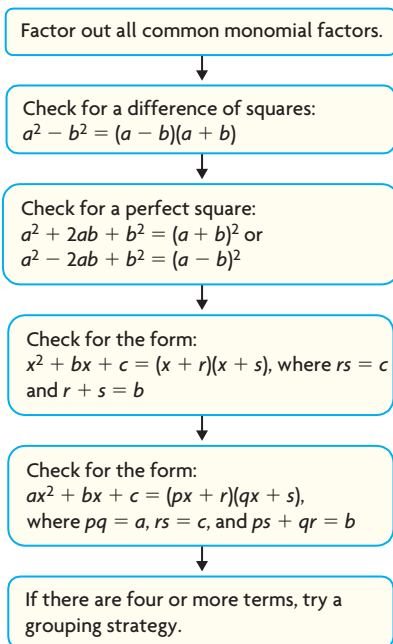 Factor out all common monomial factors.
Check for a difference of squares:
a² − b² = (a − b)(a + b)
Check for a perfect square:
a² + 2ab + b² = (a + b)² or
a² − 2ab + b² = (a − b)²
Check for the form:
x² + bx + c = (x + r)(x + s), where rs = c
and r + s = b
Check for the form:
ax² + bx + c = (px + r)(qx + s),
where pq = a, rs = c, and ps + qr = b
If there are four or more terms, try a
grouping strategy.